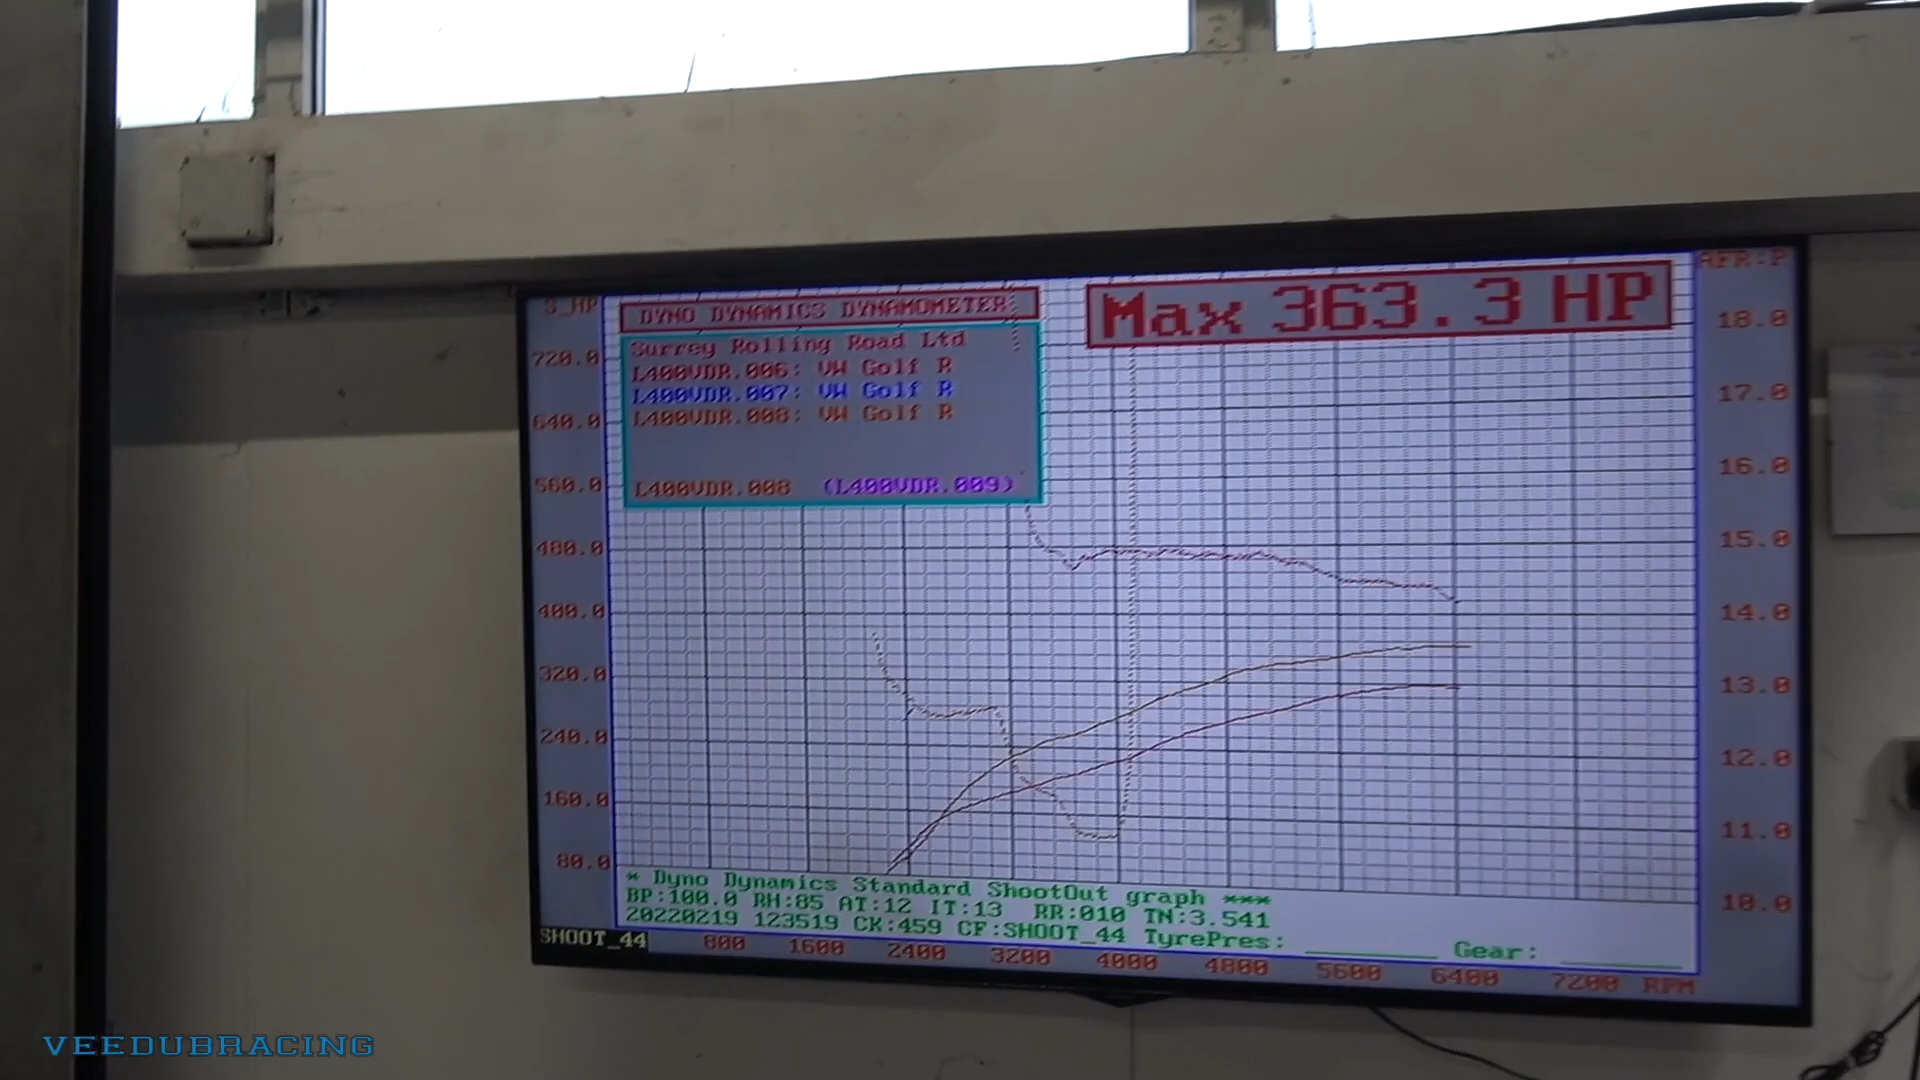 S_HP
AFR:P
DYNO DYNAMICS DYNAMOMETER:
Max 363.3 HP
Surrey Rolling Road Ltd
L400VDR.006: VW Golf R
L400VDR.007: VW Golf R
L400VDR.008: VW Golf R
L400VDR.008 (L400VDR.009)
720.0
640.0
560.0
480.0
400.0
320.0
240.0
160.0
80.0
18.0
17.0
16.0
15.0
14.0
13.0
12.0
11.0
10.0
* Dyno Dynamics Standard ShootOut graph ***
BP:100.0 RH:85 AT:12 IT:13 RR:010 TN:3.541
20220219 123519 CK:459 CF:SHOOT_44 TyrePres: ________ Gear: ________
SHOOT_44
800 1600 2400 3200 4000 4800 5600 6400 7200 RPM
VEEDUBRACING